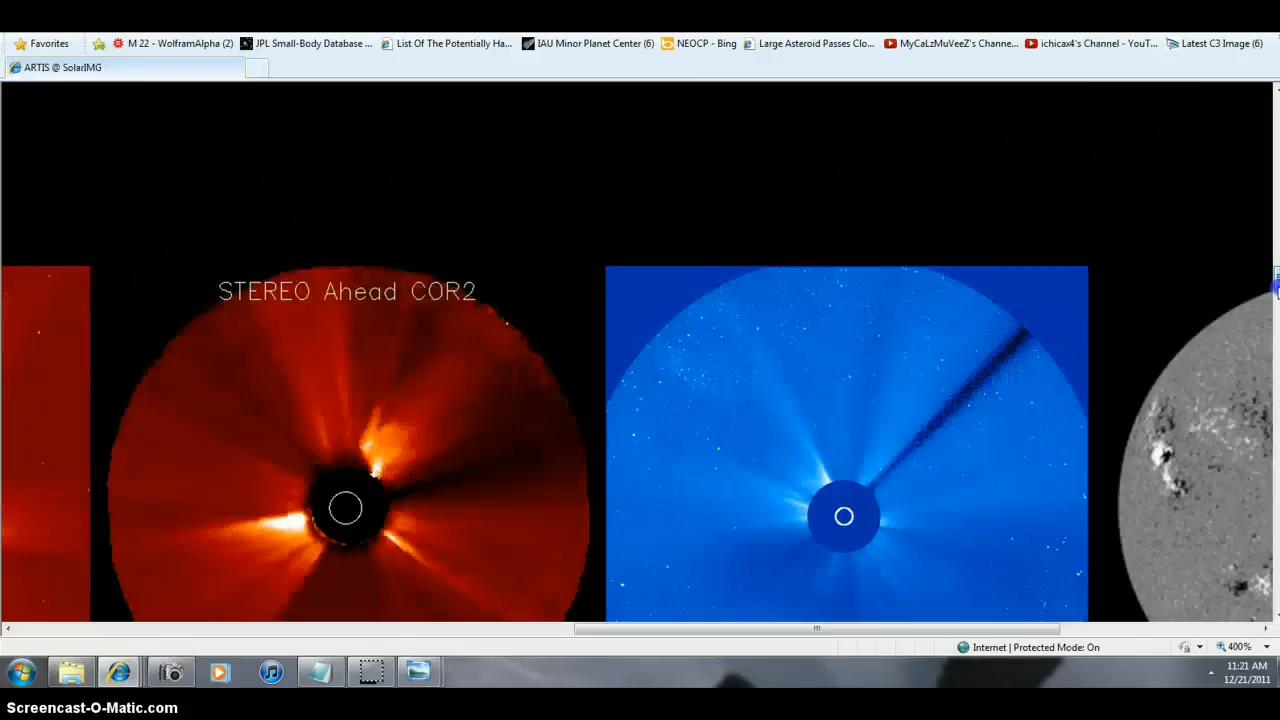 Favorites
M 22 - WolframAlpha (2)
JPL Small-Body Database ...
List Of The Potentially Ha...
IAU Minor Planet Center (6)
NEOCP - Bing
Large Asteroid Passes Clo...
MyCaLzMuVeeZ's Channe...
ichicax4's Channel - YouT...
Latest C3 Image (6)
ARTIS @ SolarIMG
STEREO Ahead COR2
Internet | Protected Mode: On
400%
11:21 AM
12/21/2011
Screencast-O-Matic.com